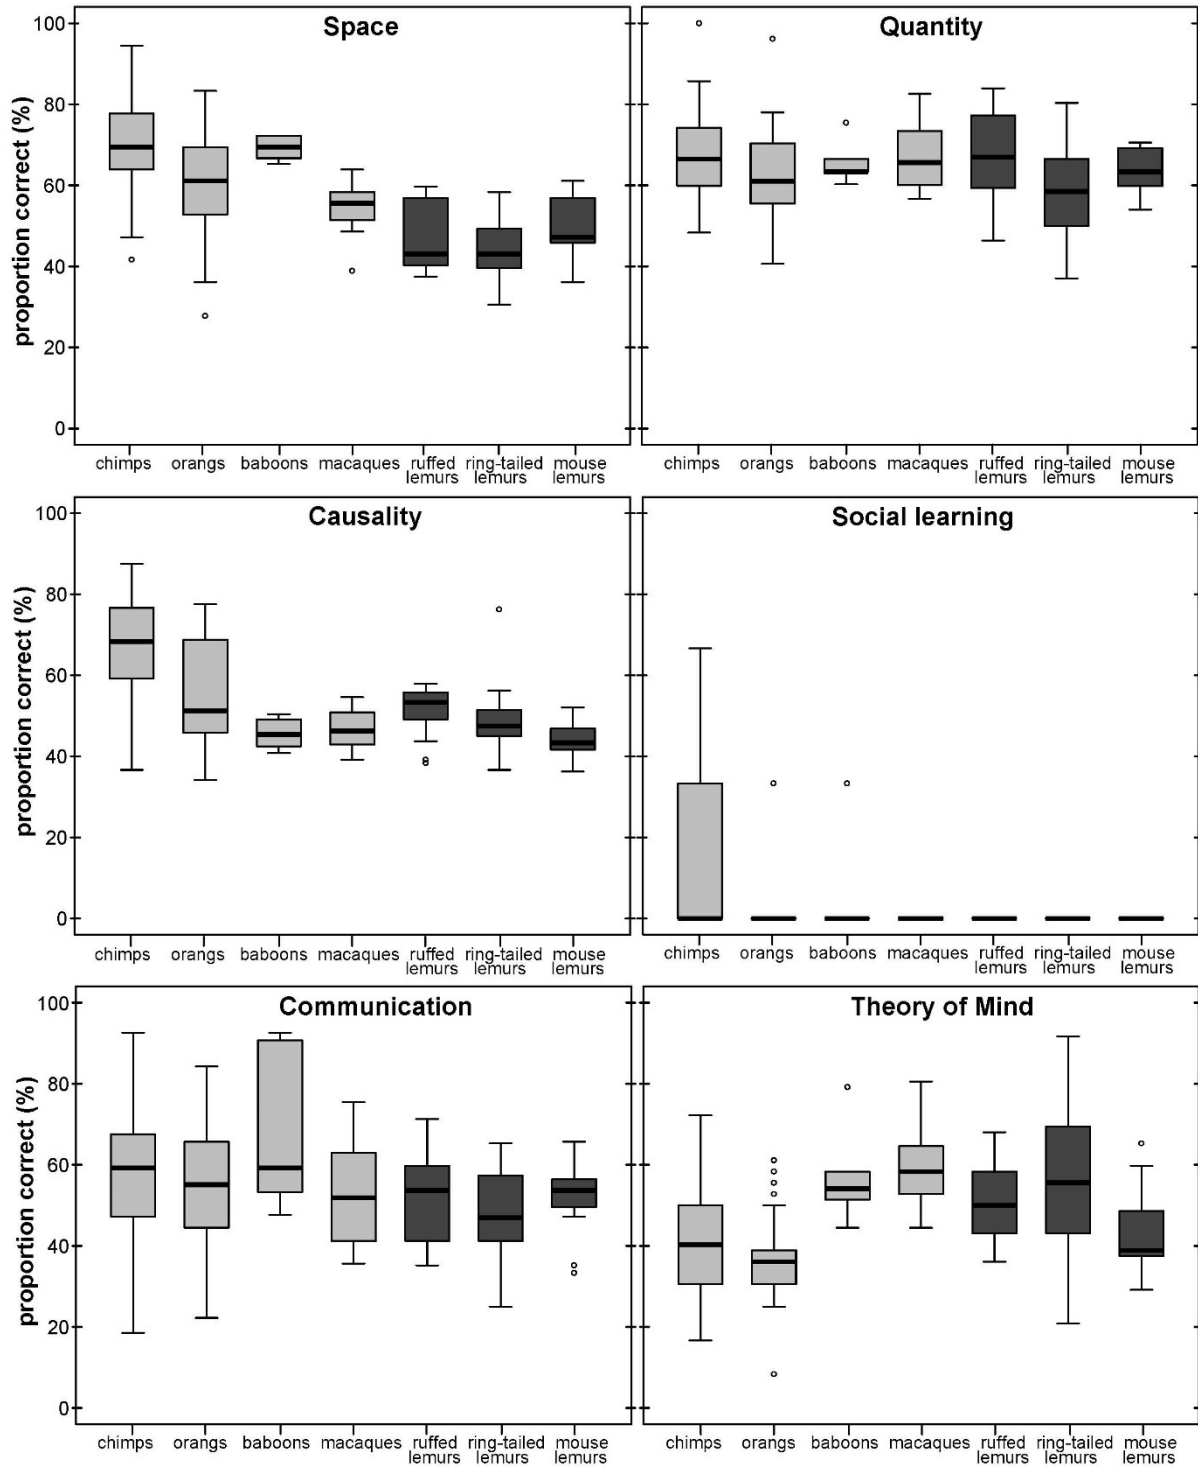 Space
Quantity
proportion correct (%)
100
80
60
40
20
0
chimps orangs baboons macaques ruffed lemurs ring-tailed lemurs mouse lemurs
chimps orangs baboons macaques ruffed lemurs ring-tailed lemurs mouse lemurs
Causality
Social learning
proportion correct (%)
100
80
60
40
20
0
chimps orangs baboons macaques ruffed lemurs ring-tailed lemurs mouse lemurs
chimps orangs baboons macaques ruffed lemurs ring-tailed lemurs mouse lemurs
Communication
Theory of Mind
proportion correct (%)
100
80
60
40
20
0
chimps orangs baboons macaques ruffed lemurs ring-tailed lemurs mouse lemurs
chimps orangs baboons macaques ruffed lemurs ring-tailed lemurs mouse lemurs